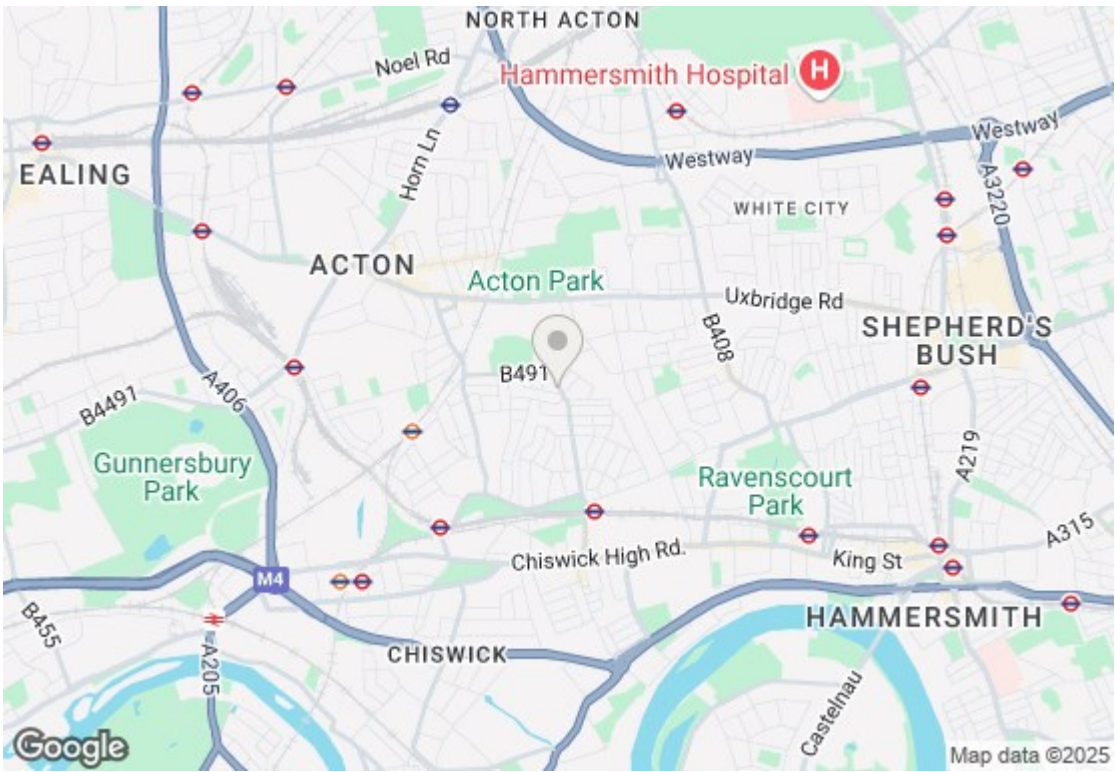 NORTH ACTON
Noel Rd
Hammersmith Hospital
H
Horn Ln
Westway
Westway
EALING
A3220
WHITE CITY
ACTON
Acton Park
Uxbridge Rd
SHEPHERD'S
BUSH
B408
B491
A406
B4491
Gunnersbury
Park
A219
Ravenscourt
Park
A315
Chiswick High Rd.
King St
M4
B455
HAMMERSMITH
CHISWICK
A205
Castelnau
Google
Map data ©2025